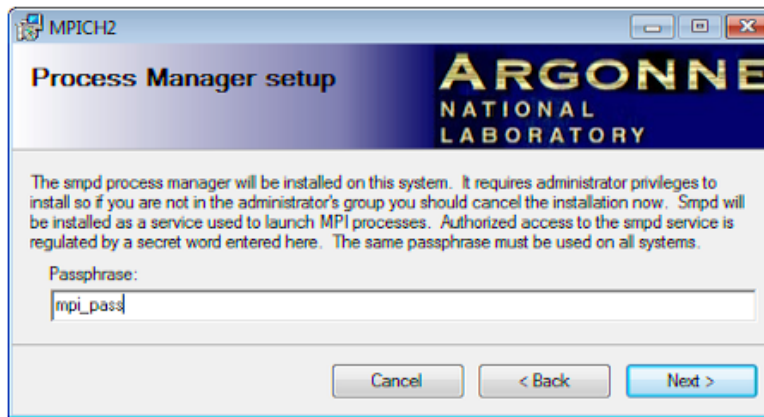 MPICH2
Process Manager setup
ARGONNE
NATIONAL
LABORATORY
The smpd process manager will be installed on this system. It requires administrator privileges to
install so if you are not in the administrator's group you should cancel the installation now. Smpd will
be installed as a service used to launch MPI processes. Authorized access to the smpd service is
regulated by a secret word entered here. The same passphrase must be used on all systems.
Passphrase:
mpi_pass
Cancel
< Back
Next >